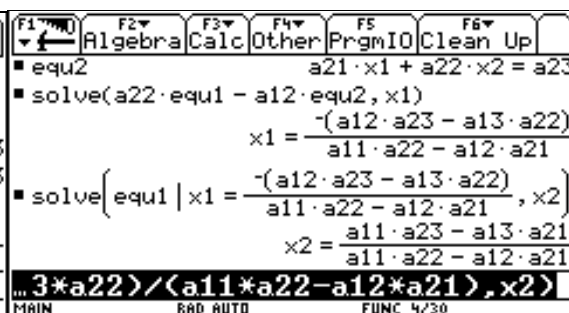 F1 F2 F3 F4 F5 F6
Algebra Calc Other PrgmIO Clean Up
▪ equ2 a21·x1 + a22·x2 = a23
▪ solve(a22·equ1 − a12·equ2, x1)
x1 = ⁻(a12·a23 − a13·a22)
a11·a22 − a12·a21
▪ solve(equ1 | x1 = ⁻(a12·a23 − a13·a22) / a11·a22 − a12·a21 , x2)
x2 = a11·a23 − a13·a21
a11·a22 − a12·a21
…3*a22)/(a11*a22-a12*a21),x2)
MAIN RAD AUTO FUNC 4/30